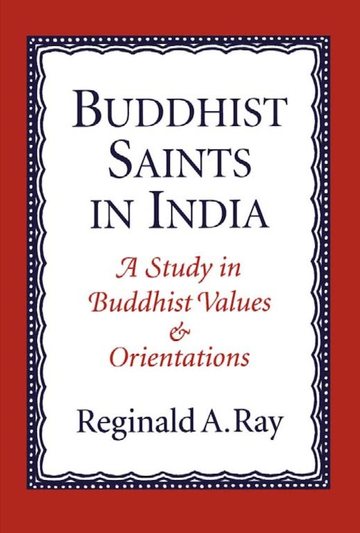 BUDDHIST
SAINTS
IN INDIA
A Study in
Buddhist Values
&
Orientations
Reginald A. Ray